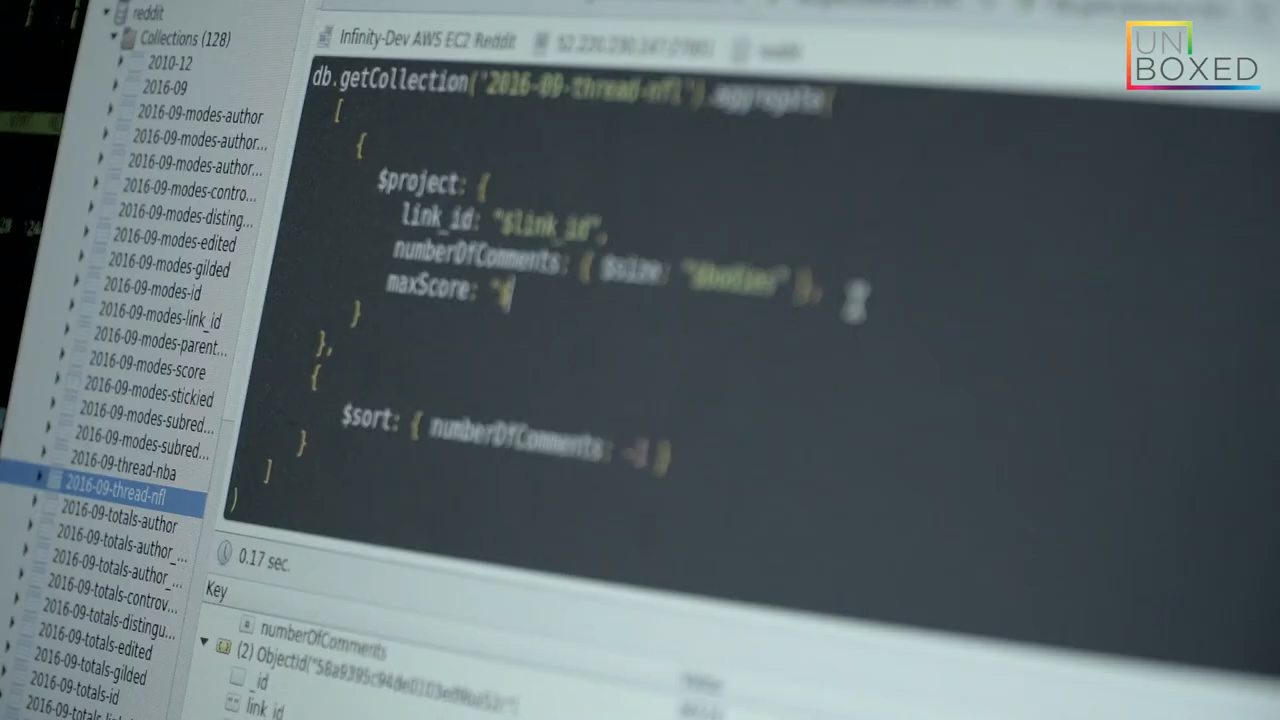 reddit
Collections (128)
2010-12
2016-09
2016-09-modes-author
2016-09-modes-author...
2016-09-modes-author...
2016-09-modes-contro...
2016-09-modes-disting...
2016-09-modes-edited
2016-09-modes-gilded
2016-09-modes-id
2016-09-modes-link_id
2016-09-modes-parent...
2016-09-modes-score
2016-09-modes-stickied
2016-09-modes-subred...
2016-09-modes-subred...
2016-09-thread-nba
2016-09-thread-nfl
2016-09-totals-author
2016-09-totals-author_...
2016-09-totals-author_...
2016-09-totals-controv...
2016-09-totals-distingu...
2016-09-totals-edited
2016-09-totals-gilded
2016-09-totals-id
Infinity-Dev AWS EC2 Reddit
reddit
db.getCollection('2016-09-thread-nfl').aggregate(
[
{
$project: {
link_id: "$link_id",
numberOfComments: { $size: "$bodies" },
maxScore: "$
}
},
{
$sort: { numberOfComments: -1 }
}
]
)
0.17 sec.
Key
numberOfComments
_id
link_id
UN
BOXED